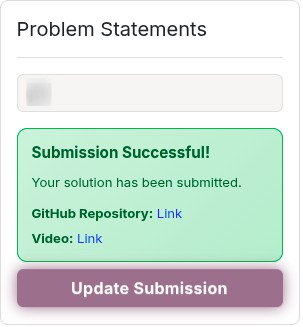 Problem Statements
Submission Successful!
Your solution has been submitted.
GitHub Repository: Link
Video: Link
Update Submission